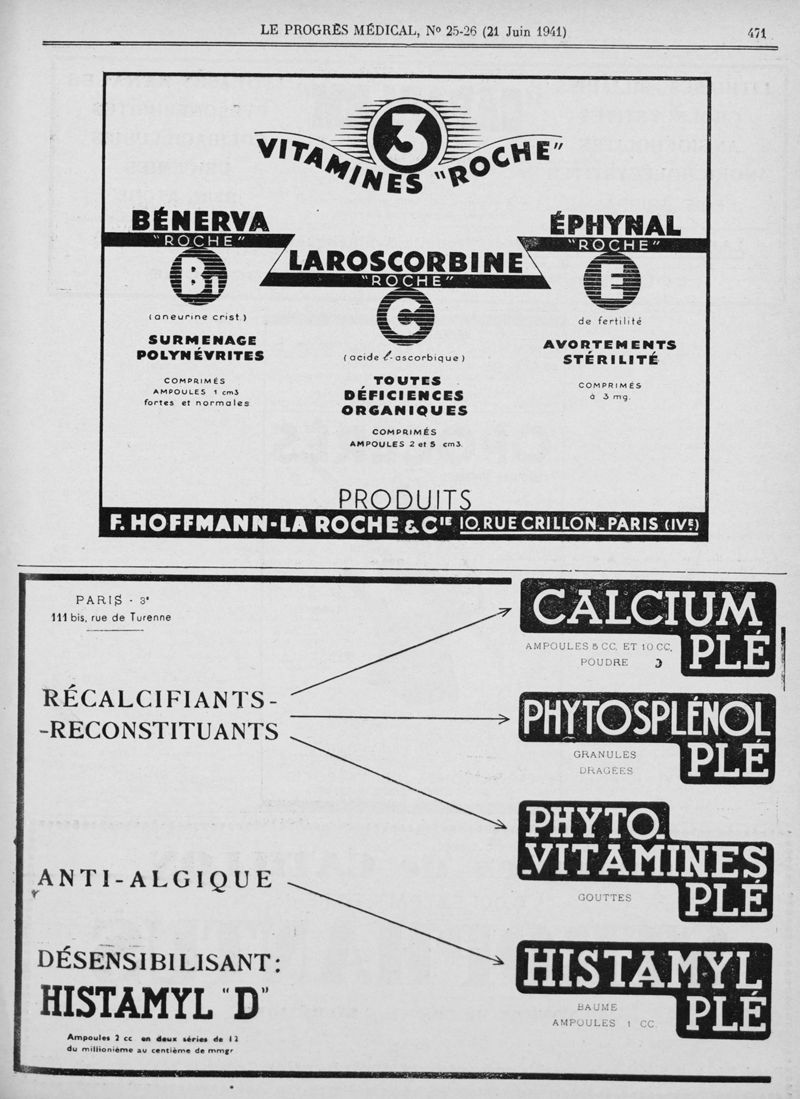 LE PROGRÈS MÉDICAL, Nº 25-26 (21 Juin 1941)
471
3
VITAMINES "ROCHE"
BÉNERVA
"ROCHE"
B1
(aneurine crist.)
SURMENAGE
POLYNÉVRITES
COMPRIMÉS
AMPOULES 1 cm3
fortes et normales
LAROSCORBINE
"ROCHE"
C
(acide l-ascorbique)
TOUTES
DÉFICIENCES
ORGANIQUES
COMPRIMÉS
AMPOULES 2 et 5 cm3.
ÉPHYNAL
"ROCHE"
E
de fertilité
AVORTEMENTS
STÉRILITÉ
COMPRIMÉS
à 3 mg.
PRODUITS
F. HOFFMANN-LA ROCHE & Cie 10, RUE CRILLON_PARIS (IVe)
PARIS - 3e
111 bis, rue de Turenne
RÉCALCIFIANTS-
-RECONSTITUANTS
CALCIUM
PLÉ
AMPOULES 5 CC. ET 10 CC.
POUDRE
PHYTOSPLÉNOL
PLÉ
GRANULES
DRAGÉES
PHYTO-
-VITAMINES
PLÉ
GOUTTES
ANTI-ALGIQUE
HISTAMYL
PLÉ
BAUME
AMPOULES 1 CC.
DÉSENSIBILISANT:
HISTAMYL "D"
Ampoules 2 cc en deux séries de 12
du millionième au centième de mmgr